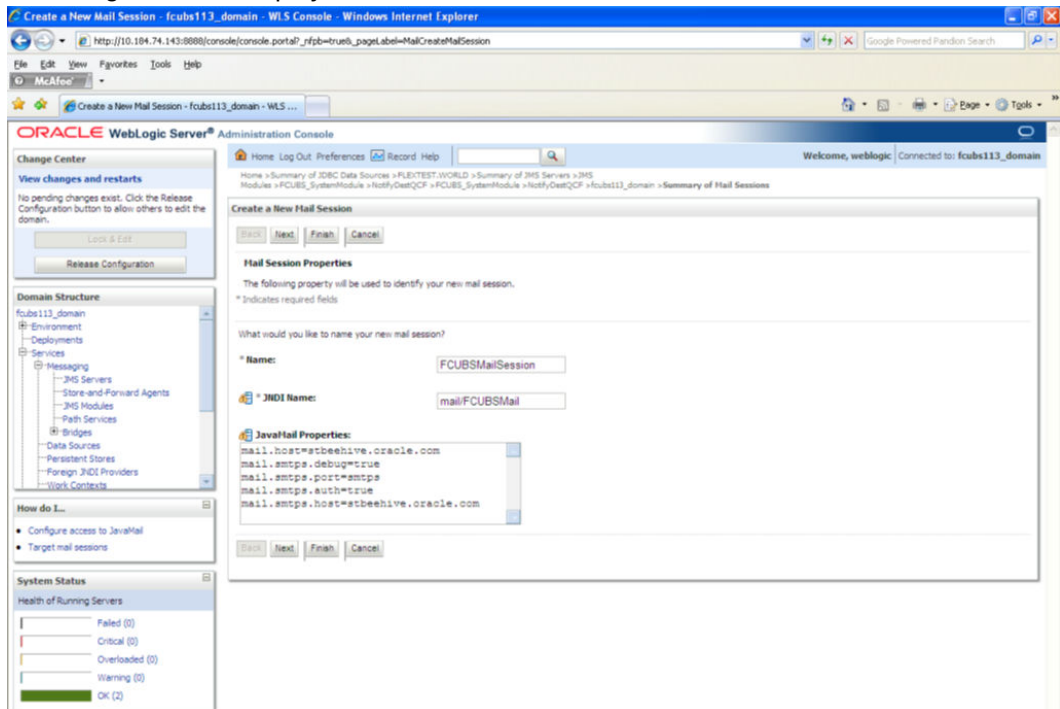 Create a New Mail Session - fcubs113_domain - WLS Console - Windows Internet Explorer
http://10.184.74.143:8888/console/console.portal?_nfpb=true&_pageLabel=MailCreateMailSession
Google Powered Pandion Search
File Edit View Favorites Tools Help
McAfee
Create a New Mail Session - fcubs113_domain - WLS ...
Page Tools
ORACLE WebLogic Server® Administration Console
Change Center
View changes and restarts
No pending changes exist. Click the Release
Configuration button to allow others to edit the
domain.
Lock & Edit
Release Configuration
Domain Structure
fcubs113_domain
Environment
Deployments
Services
Messaging
JMS Servers
Store-and-Forward Agents
JMS Modules
Path Services
Bridges
Data Sources
Persistent Stores
Foreign JNDI Providers
Work Contexts
How do I...
Configure access to JavaMail
Target mail sessions
System Status
Health of Running Servers
Failed (0)
Critical (0)
Overloaded (0)
Warning (0)
OK (2)
Home Log Out Preferences Record Help
Welcome, weblogic Connected to: fcubs113_domain
Home >Summary of JDBC Data Sources >FLEXTEST.WORLD >Summary of JMS Servers >JMS
Modules >FCUBS_SystemModule >NotifyDestQCF >FCUBS_SystemModule >NotifyDestQCF >fcubs113_domain >Summary of Mail Sessions
Create a New Mail Session
Back Next Finish Cancel
Mail Session Properties
The following property will be used to identify your new mail session.
* Indicates required fields
What would you like to name your new mail session?
* Name: FCUBSMailSession
* JNDI Name: mail/FCUBSMail
JavaMail Properties:
mail.host=stbeehive.oracle.com
mail.smtps.debug=true
mail.smtps.port=smtps
mail.smtps.auth=true
mail.smtps.host=stbeehive.oracle.com
Back Next Finish Cancel